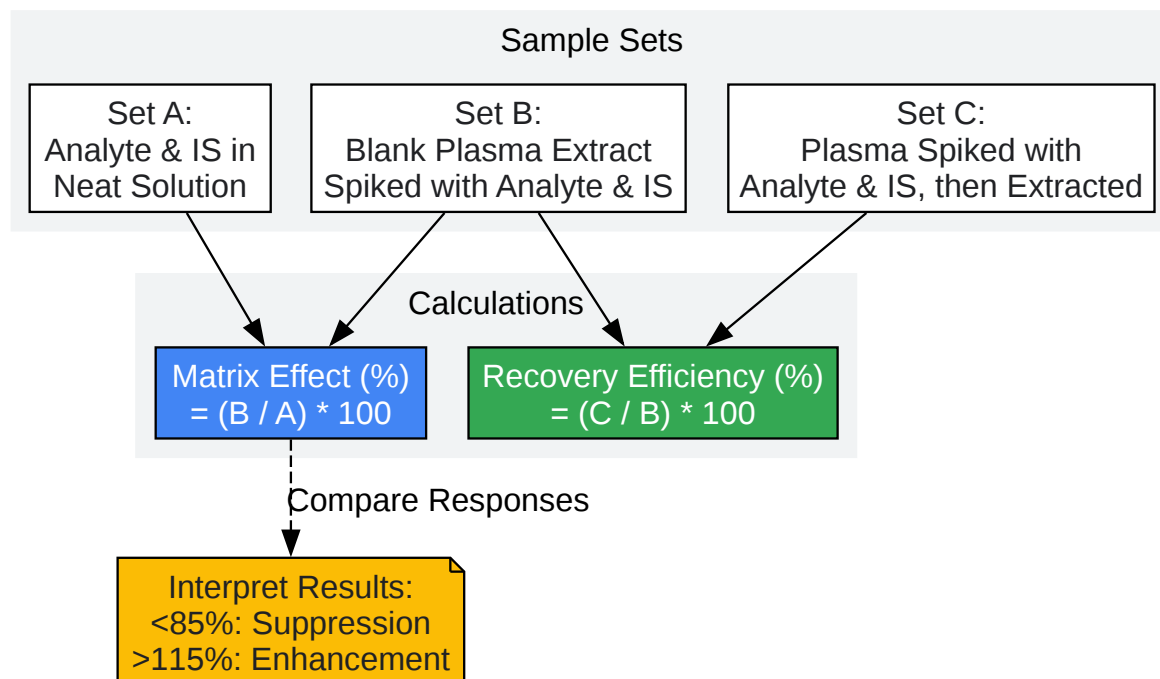 Sample Sets
Set A:
Analyte & IS in
Neat Solution
Set B:
Blank Plasma Extract
Spiked with Analyte & IS
Set C:
Plasma Spiked with
Analyte & IS, then Extracted
Calculations
Matrix Effect (%)
= (B / A) * 100
Recovery Efficiency (%)
= (C / B) * 100
Compare Responses
Interpret Results:
<85%: Suppression
>115%: Enhancement